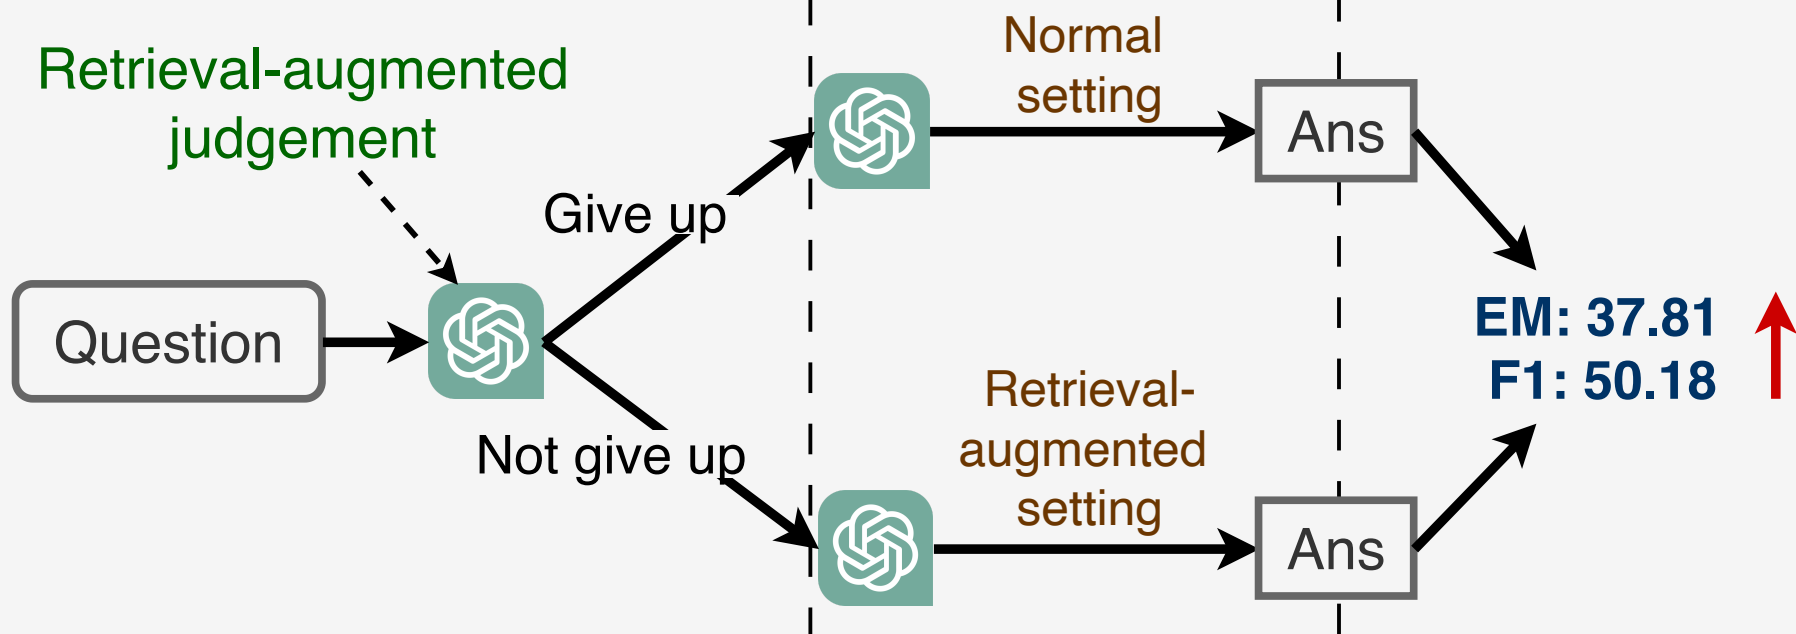 Retrieval-augmented
judgement
Question
Give up
Not give up
Normal
setting
Ans
Retrieval-
augmented
setting
Ans
EM: 37.81
F1: 50.18